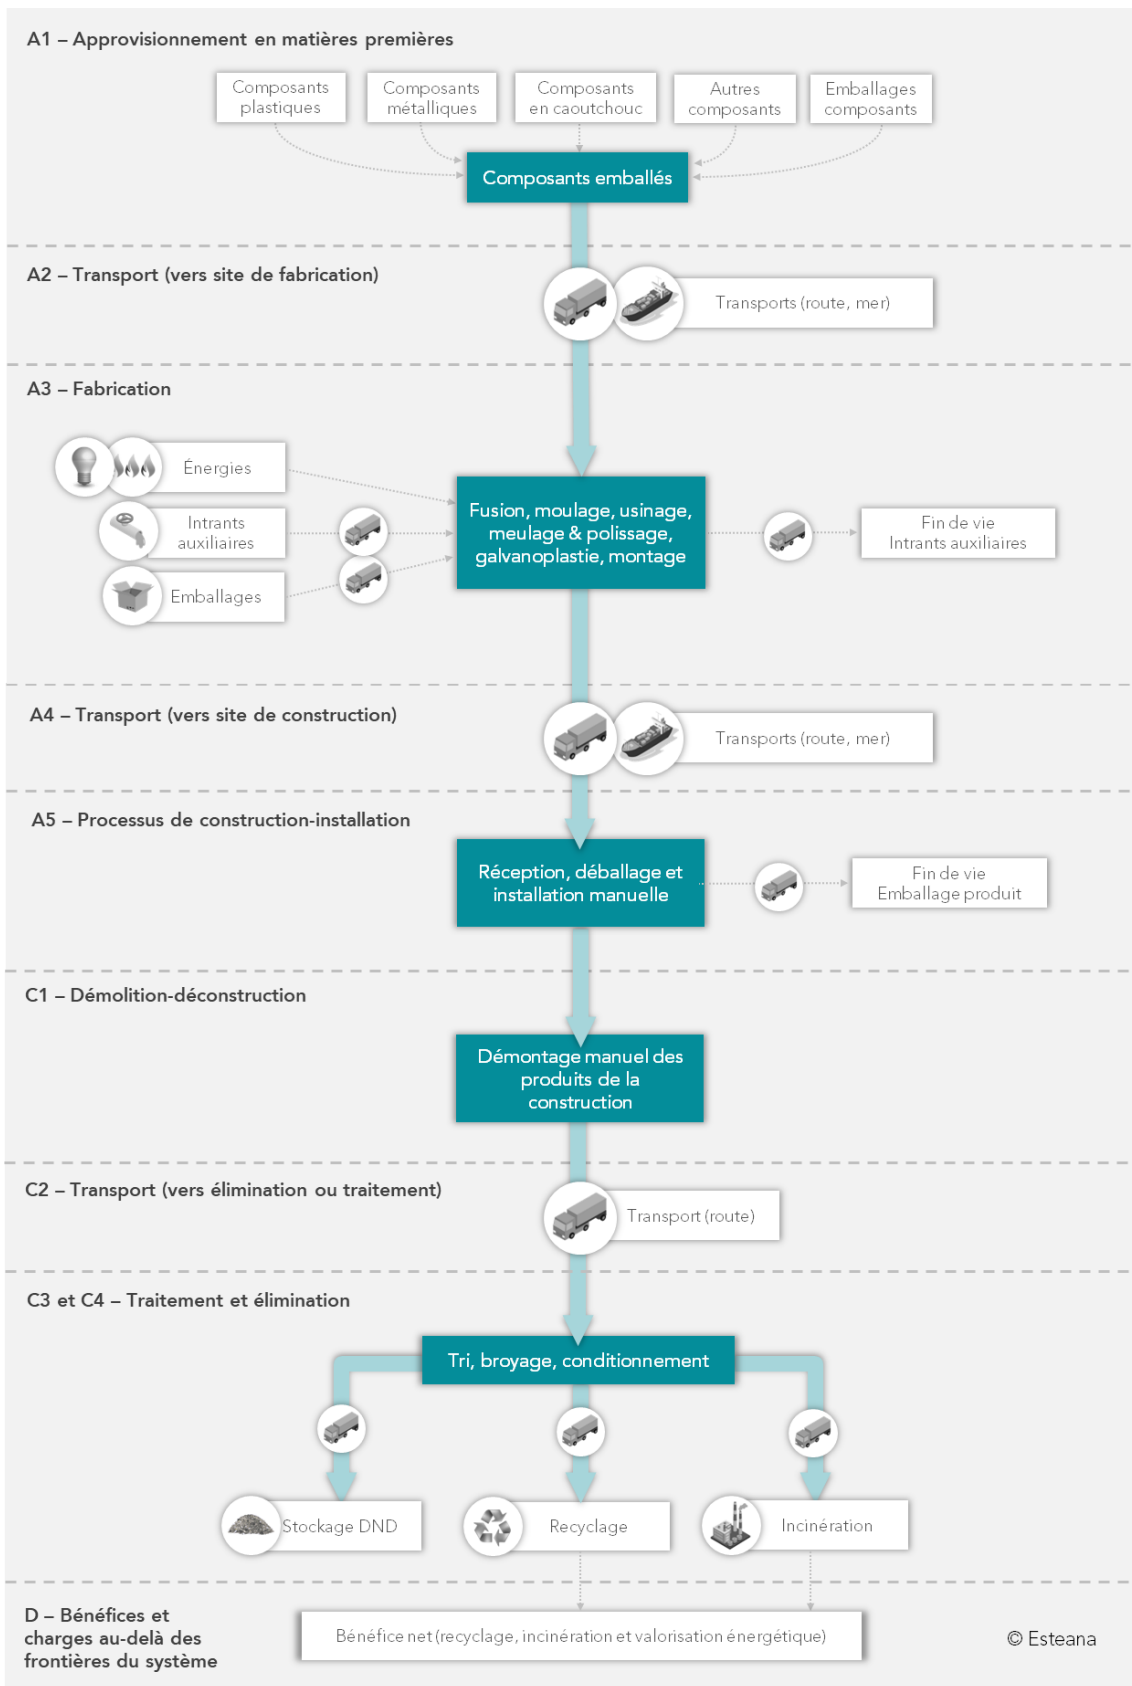 A1 – Approvisionnement en matières premières
Composants
plastiques
Composants
métalliques
Composants
en caoutchouc
Autres
composants
Emballages
composants
Composants emballés
A2 – Transport (vers site de fabrication)
Transports (route, mer)
A3 – Fabrication
Énergies
Intrants
auxiliaires
Emballages
Fusion, moulage, usinage,
meulage & polissage,
galvanoplastie, montage
Fin de vie
Intrants auxiliaires
A4 – Transport (vers site de construction)
Transports (route, mer)
A5 – Processus de construction-installation
Réception, déballage et
installation manuelle
Fin de vie
Emballage produit
C1 – Démolition-déconstruction
Démontage manuel des
produits de la
construction
C2 – Transport (vers élimination ou traitement)
Transport (route)
C3 et C4 – Traitement et élimination
Tri, broyage, conditionnement
Stockage DND
Recyclage
Incinération
D – Bénéfices et
charges au-delà des
frontières du système
Bénéfice net (recyclage, incinération et valorisation énergétique)
© Esteana